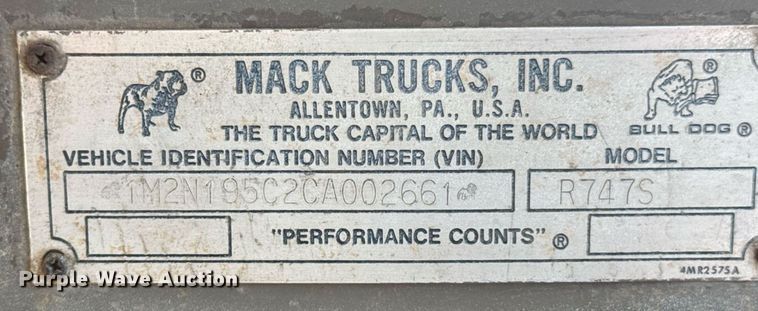 MACK TRUCKS, INC.
ALLENTOWN, PA., U.S.A.
THE TRUCK CAPITAL OF THE WORLD
BULL DOG ®
®
®
VEHICLE IDENTIFICATION NUMBER (VIN)
MODEL
1M2N195C2CA002661
R747S
"PERFORMANCE COUNTS" ®
4MR2575A
Purple Wave Auction